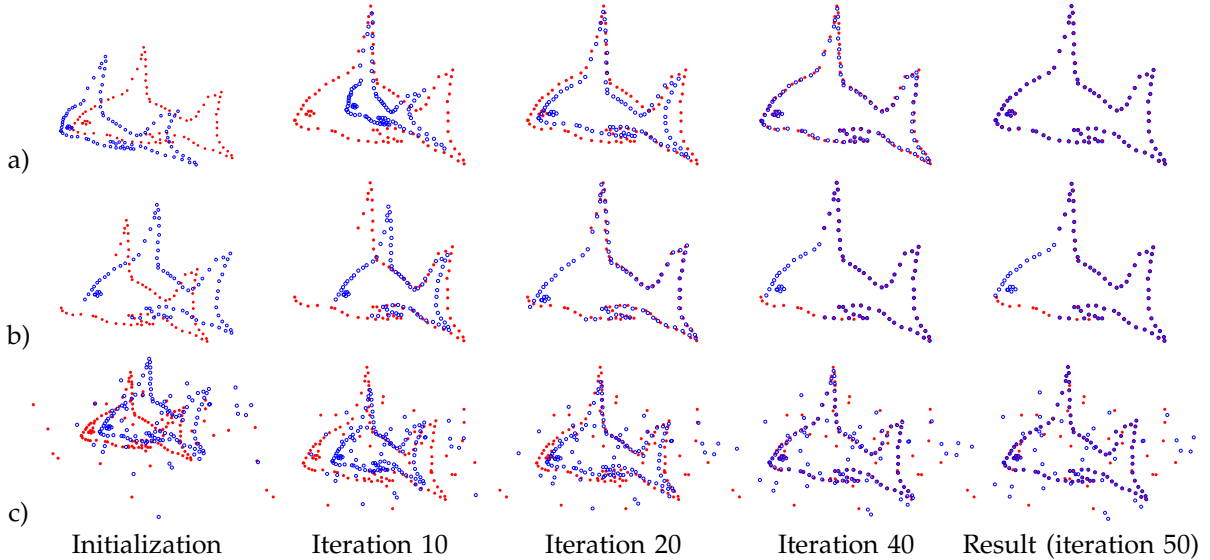 a)
b)
c)
Initialization
Iteration 10
Iteration 20
Iteration 40
Result (iteration 50)